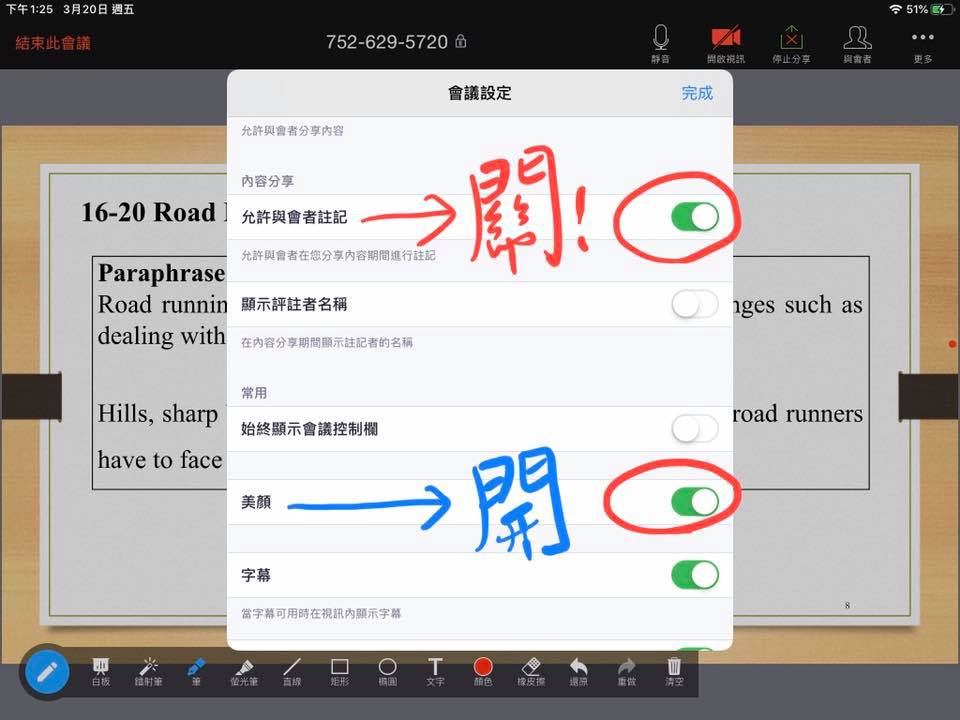 下午1:25 3月20日 週五
51%
結束此會議
752-629-5720
靜音
開啟視訊
停止分享
與會者
更多
會議設定
完成
允許與會者分享內容
內容分享
允許與會者註記
關!
允許與會者在您分享內容期間進行註記
顯示評註者名稱
在內容分享期間顯示註記者的名稱
常用
始終顯示會議控制欄
美顏
開
字幕
當字幕可用時在視訊內顯示字幕
16-20 Road
Paraphrase
Road runnin nges such as
dealing with
Hills, sharp road runners
have to face
8
白板
鐳射筆
筆
螢光筆
直線
矩形
橢圓
文字
顏色
橡皮擦
還原
重做
清空